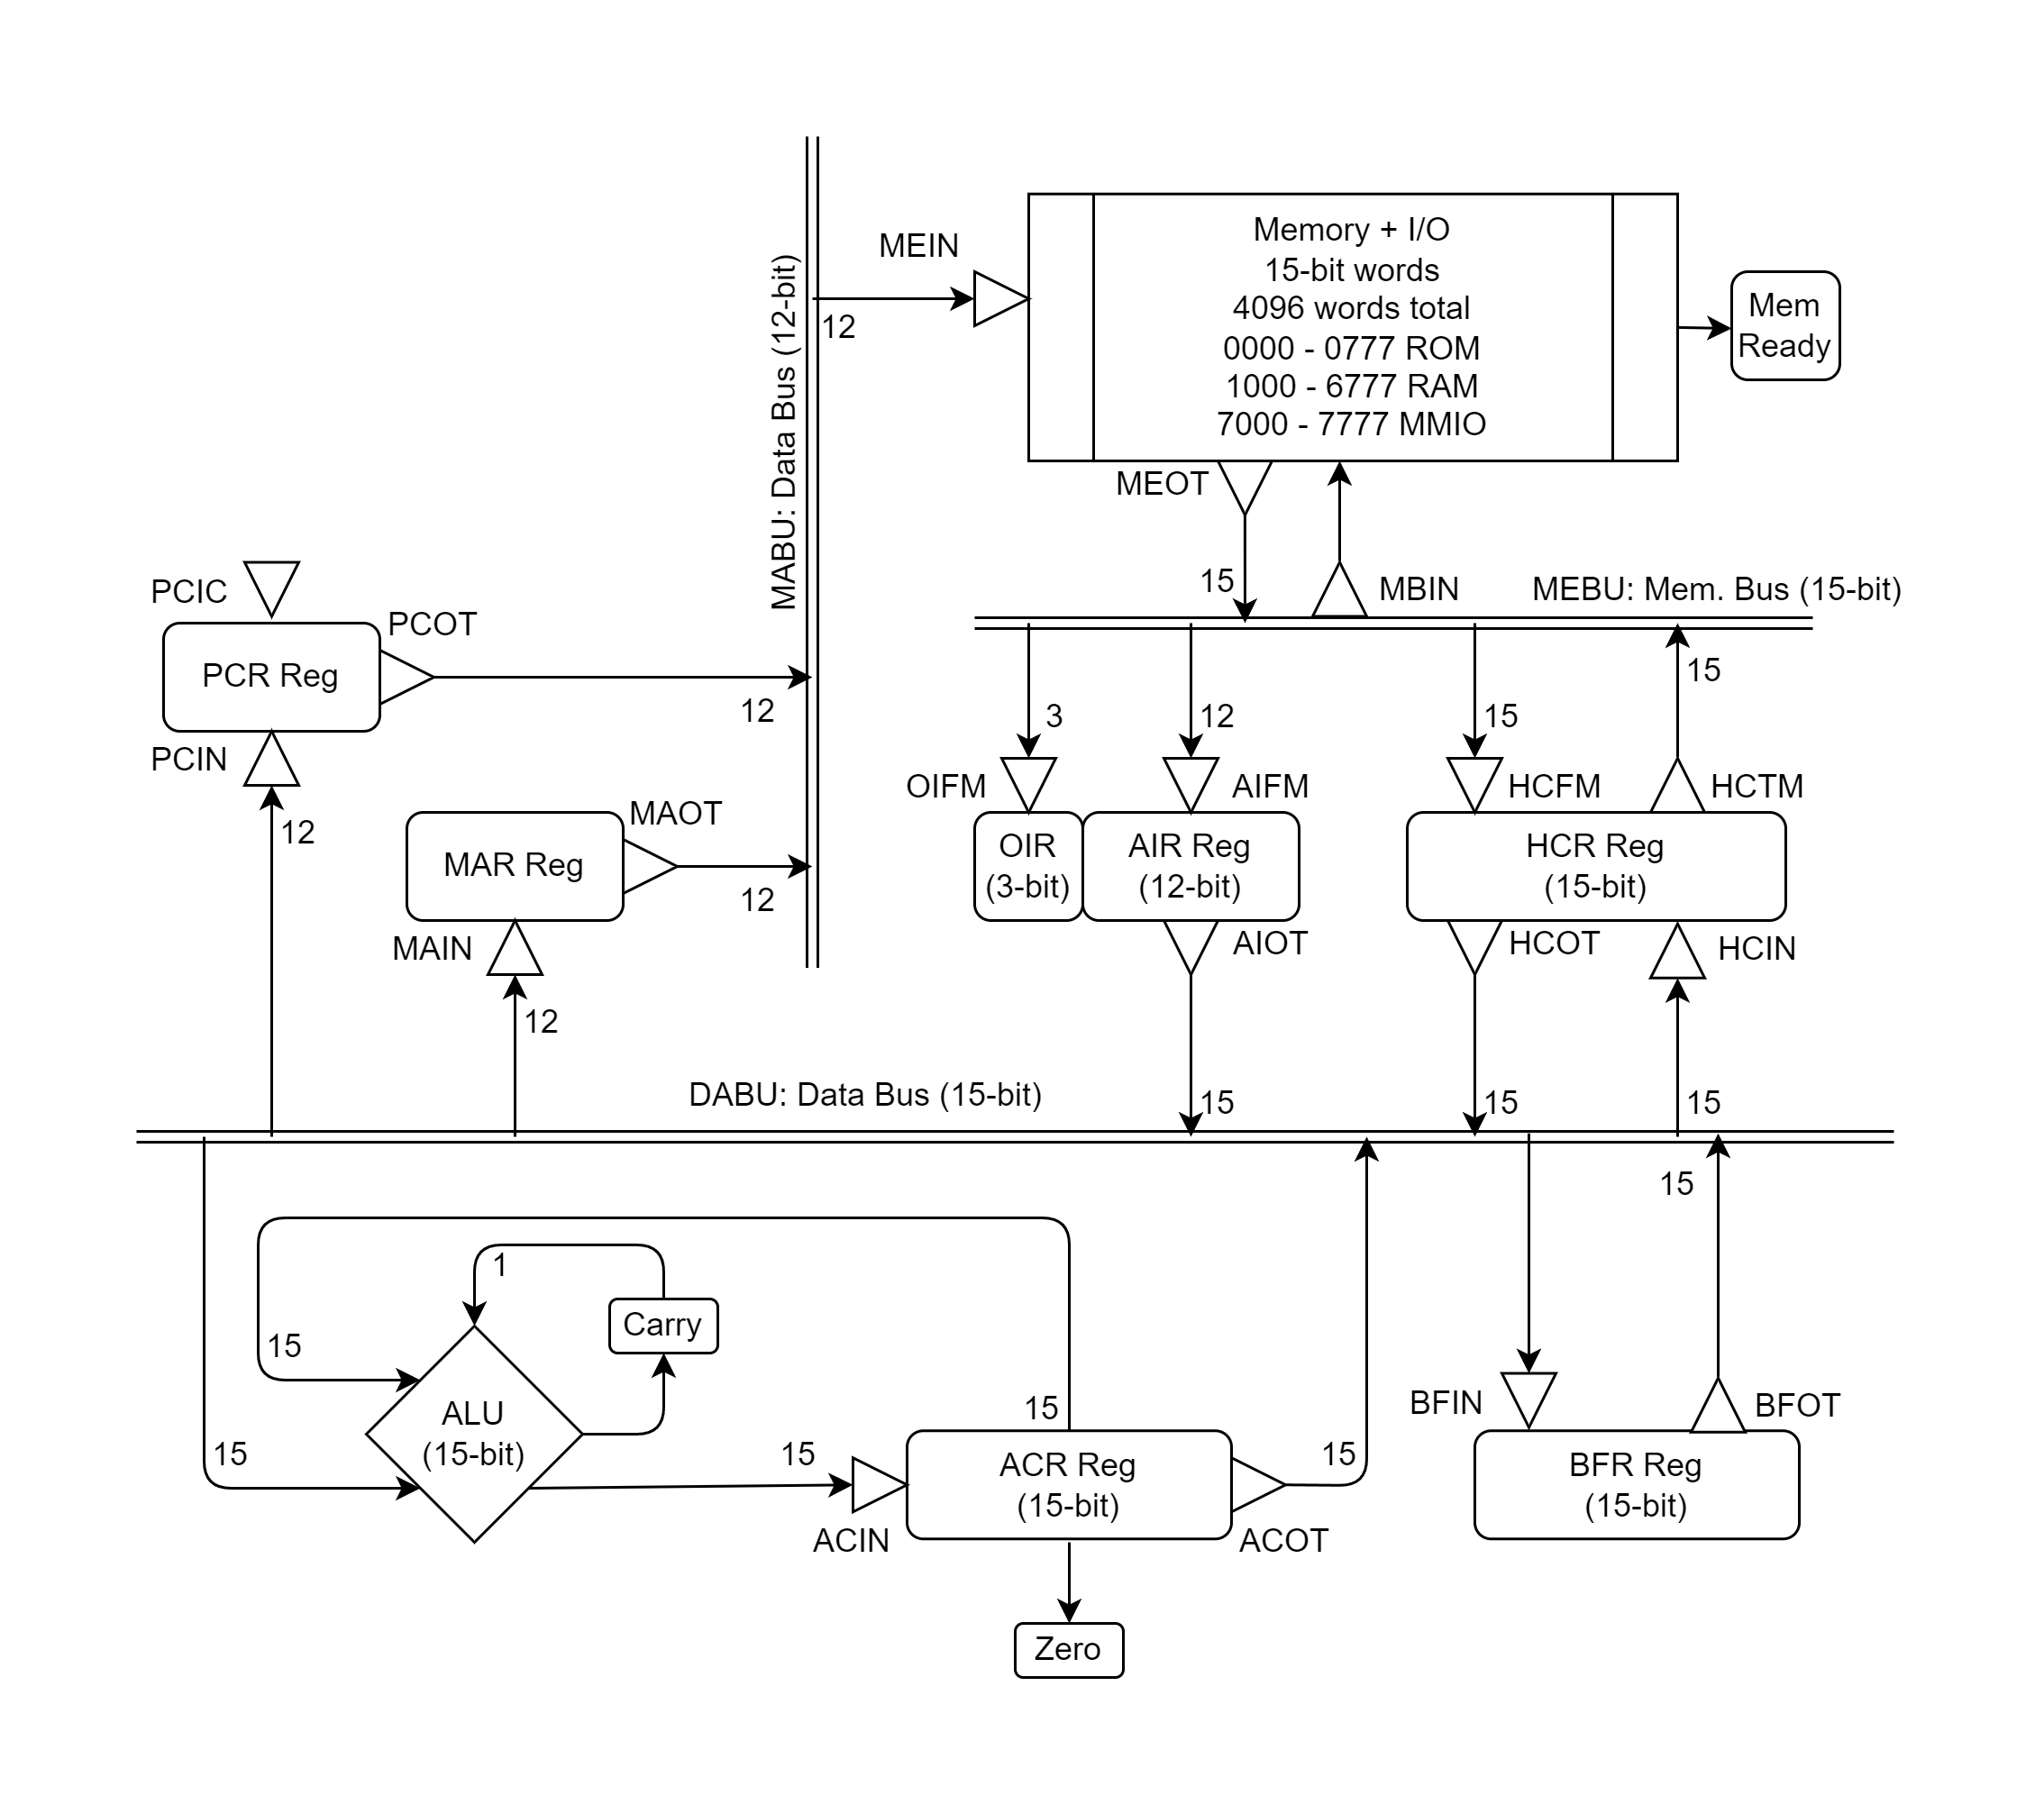 MABU: Data Bus (12-bit)
MEIN
12
Memory + I/O
15-bit words
4096 words total
0000 - 0777 ROM
1000 - 6777 RAM
7000 - 7777 MMIO
Mem
Ready
MEOT
15
MBIN
MEBU: Mem. Bus (15-bit)
PCIC
PCOT
PCR Reg
12
PCIN
12
MAOT
MAR Reg
12
MAIN
12
3
12
15
15
OIFM
AIFM
HCFM
HCTM
OIR
(3-bit)
AIR Reg
(12-bit)
HCR Reg
(15-bit)
AIOT
HCOT
HCIN
DABU: Data Bus (15-bit)
15
15
15
15
1
Carry
15
ALU
(15-bit)
15
15
15
ACIN
ACR Reg
(15-bit)
15
ACOT
BFIN
BFOT
BFR Reg
(15-bit)
Zero